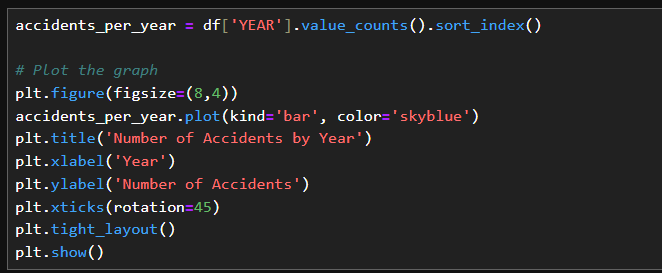 accidents_per_year = df['YEAR'].value_counts().sort_index()
# Plot the graph
plt.figure(figsize=(8,4))
accidents_per_year.plot(kind='bar', color='skyblue')
plt.title('Number of Accidents by Year')
plt.xlabel('Year')
plt.ylabel('Number of Accidents')
plt.xticks(rotation=45)
plt.tight_layout()
plt.show()